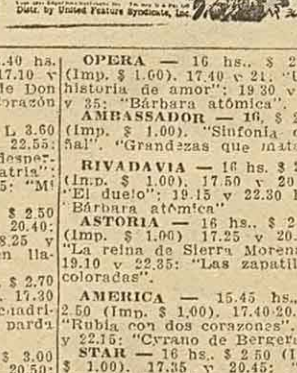 Distr. by United Feature Syndicate, Inc.
.40 hs.
17.10 y
de Don
orazón
L 3.60
22.55:
desper-
atria":
5: "Mi
$ 2.50
20.40:
8.25 y
en lla-
$ 2.70
17.30
cuadri-
parda
$ 3.00
20.50:
OPERA — 16 hs.. $ 2
(Imp. $ 1.00). 17.40 y 21.
historia de amor": 19.30 y
y 35: "Bárbara atómica".
AMBASSADOR — 16, $ 2
(Imp. $ 1.00). "Sinfonía
ñal". "Grandezas que mata
RIVADAVIA — 16 hs. $ 2
(Imp. $ 1.00), 17.50 y 20.
"El duelo"; 19.15 y 22.30
"Bárbara atómica"
ASTORIA — 16 hs.. $ 2
(Imp. $ 1.00) 17.25 y 20.
"La reina de Sierra Morena
19.10 y 22.35: "Las zapatil
coloradas".
AMERICA — 15.45 hs..
2.50 (Imp. $ 1,00). 17.40-20.
"Rubia con dos corazones".
y 22.15: "Cyrano de Bergera
STAR — 16 hs. $ 2.50 (I
$ 1.00). 17.35 y 20.45: "